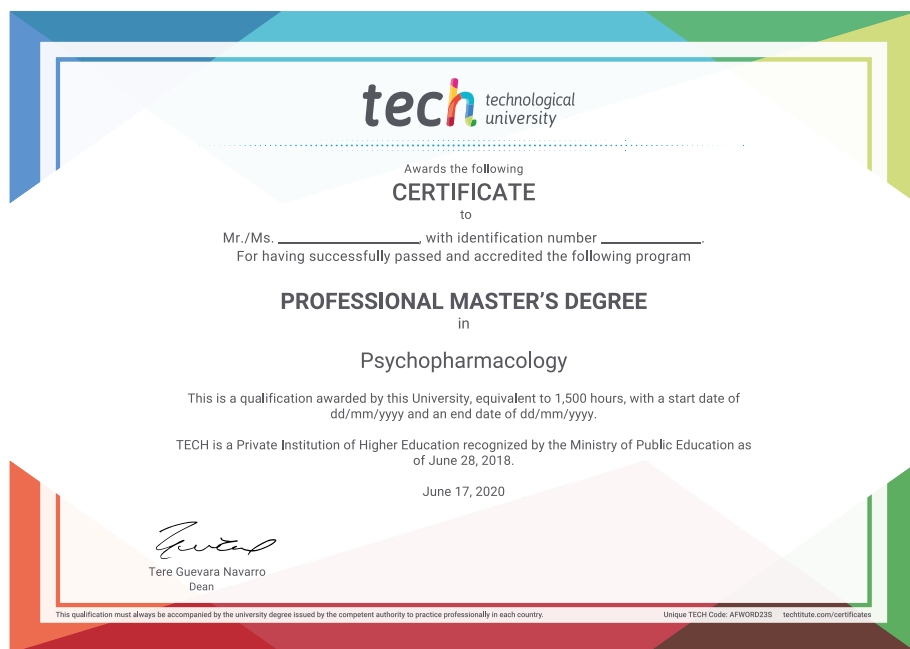 tech technological
university
Awards the following
CERTIFICATE
to
Mr./Ms. ____________________, with identification number ______________.
For having successfully passed and accredited the following program
PROFESSIONAL MASTER'S DEGREE
in
Psychopharmacology
This is a qualification awarded by this University, equivalent to 1,500 hours, with a start date of
dd/mm/yyyy and an end date of dd/mm/yyyy.
TECH is a Private Institution of Higher Education recognized by the Ministry of Public Education as
of June 28, 2018.
June 17, 2020
Tere Guevara Navarro
Dean
This qualification must always be accompanied by the university degree issued by the competent authority to practice professionally in each country.
Unique TECH Code: AFWORD23S techtitute.com/certificates